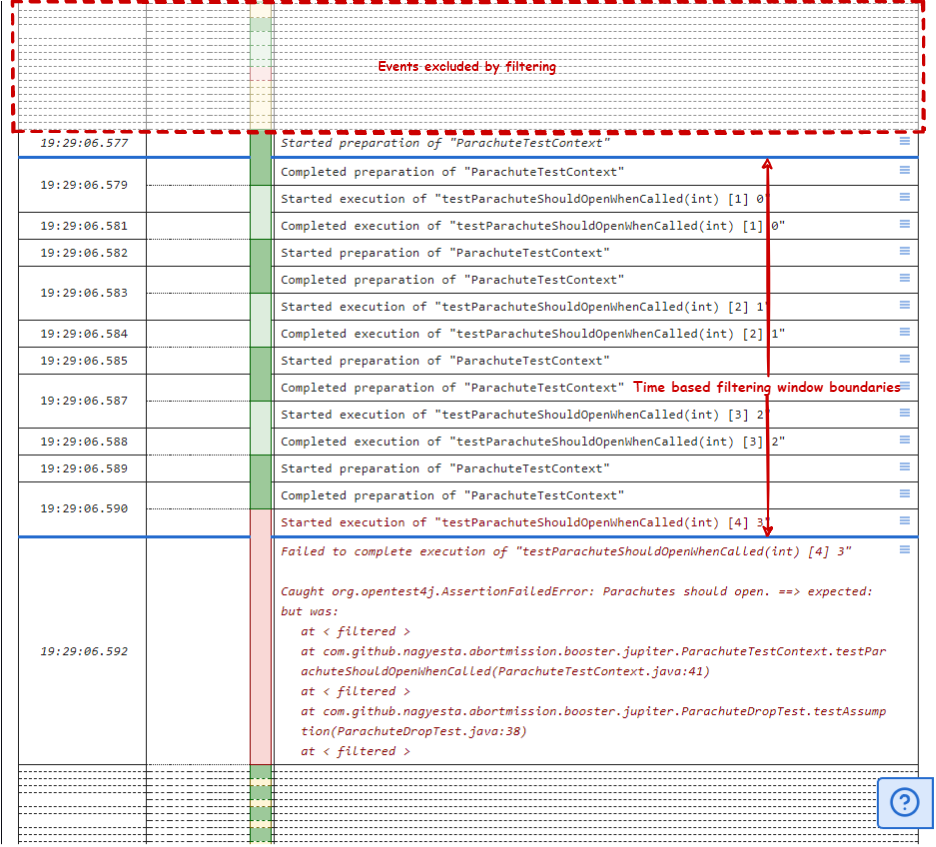 Events excluded by filtering
19:29:06.577 Started preparation of "ParachuteTestContext"
19:29:06.579 Completed preparation of "ParachuteTestContext"
Started execution of "testParachuteShouldOpenWhenCalled(int) [1] 0"
19:29:06.581 Completed execution of "testParachuteShouldOpenWhenCalled(int) [1] 0"
19:29:06.582 Started preparation of "ParachuteTestContext"
19:29:06.583 Completed preparation of "ParachuteTestContext"
Started execution of "testParachuteShouldOpenWhenCalled(int) [2] 1"
19:29:06.584 Completed execution of "testParachuteShouldOpenWhenCalled(int) [2] 1"
19:29:06.585 Started preparation of "ParachuteTestContext"
19:29:06.587 Completed preparation of "ParachuteTestContext" Time based filtering window boundaries
Started execution of "testParachuteShouldOpenWhenCalled(int) [3] 2"
19:29:06.588 Completed execution of "testParachuteShouldOpenWhenCalled(int) [3] 2"
19:29:06.589 Started preparation of "ParachuteTestContext"
19:29:06.590 Completed preparation of "ParachuteTestContext"
Started execution of "testParachuteShouldOpenWhenCalled(int) [4] 3"
Failed to complete execution of "testParachuteShouldOpenWhenCalled(int) [4] 3"
Caught org.opentest4j.AssertionFailedError: Parachutes should open. ==> expected:
but was:
at < filtered >
19:29:06.592 at com.github.nagyesta.abortmission.booster.jupiter.ParachuteTestContext.testPar
achuteShouldOpenWhenCalled(ParachuteTestContext.java:41)
at < filtered >
at com.github.nagyesta.abortmission.booster.jupiter.ParachuteDropTest.testAssump
tion(ParachuteDropTest.java:38)
at < filtered >
?